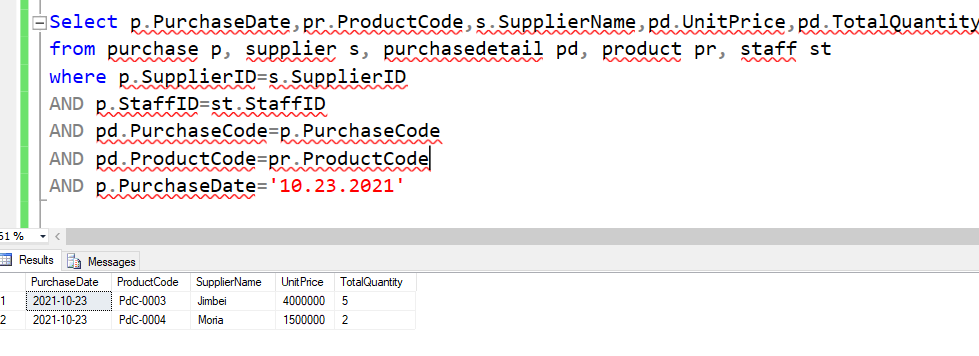 Select p.PurchaseDate,pr.ProductCode,s.SupplierName,pd.UnitPrice,pd.TotalQuantity
from purchase p, supplier s, purchasedetail pd, product pr, staff st
where p.SupplierID=s.SupplierID
AND p.StaffID=st.StaffID
AND pd.PurchaseCode=p.PurchaseCode
AND pd.ProductCode=pr.ProductCode
AND p.PurchaseDate='10.23.2021'
51 %
Results Messages
PurchaseDate ProductCode SupplierName UnitPrice TotalQuantity
1 2021-10-23 PdC-0003 Jimbei 4000000 5
2 2021-10-23 PdC-0004 Moria 1500000 2